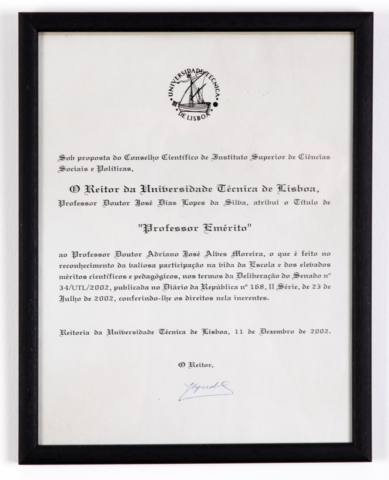 UNIVERSIDADE TÉCNICA
DE LISBOA
Sob proposta do Conselho Científico de Instituto Superior de Ciências
Sociais e Políticas,
O Reitor da Universidade Técnica de Lisboa,
Professor Doutor José Dias Lopes da Silva, atribui o Título de
"Professor Emérito"
ao Professor Doutor Adriano José Alves Moreira, o que é feito no
reconhecimento da valiosa participação na vida da Escola e dos elevados
méritos científicos e pedagógicos, nos termos da Deliberação do Senado nº
34/UTL/2002, publicada no Diário da República nº 168, II Série, de 23 de
Julho de 2002, conferindo-lhe os direitos nela inerentes.
Reitoria da Universidade Técnica de Lisboa, 11 de Dezembro de 2002.
O Reitor,